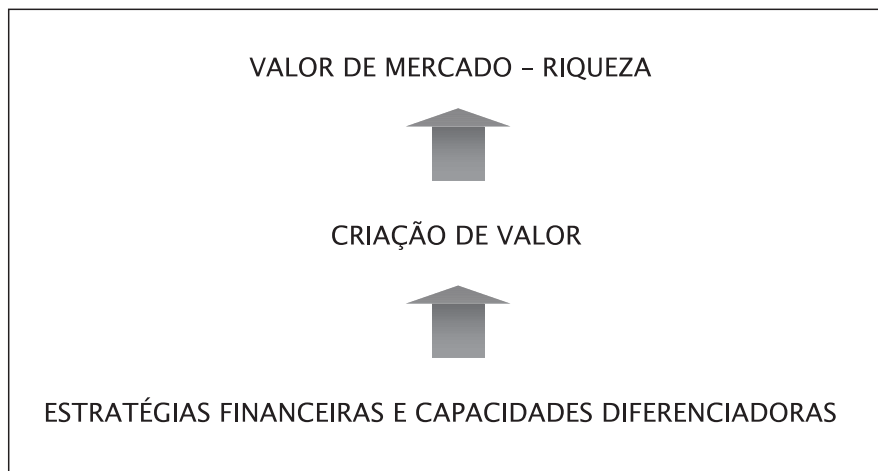 VALOR DE MERCADO – RIQUEZA
CRIAÇÃO DE VALOR
ESTRATÉGIAS FINANCEIRAS E CAPACIDADES DIFERENCIADORAS